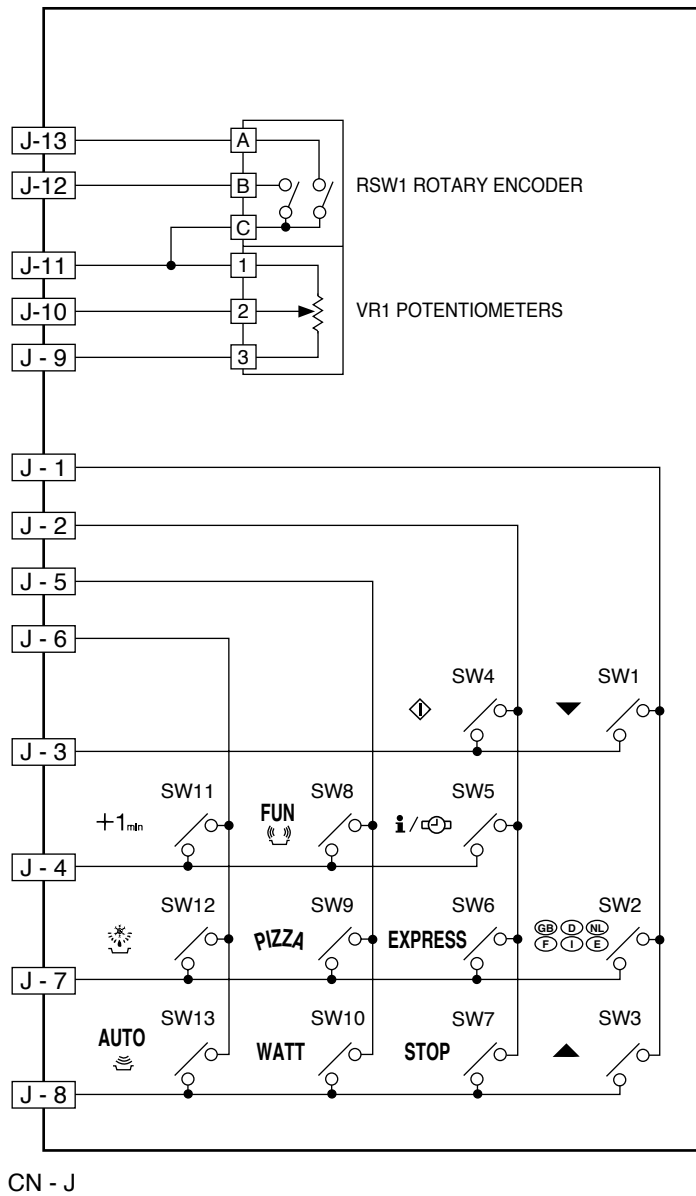 J-13 A
J-12 B RSW1 ROTARY ENCODER
C
J-11 1
J-10 2 VR1 POTENTIOMETERS
J - 9 3
J - 1
J - 2
J - 5
J - 6
SW4 SW1
J - 3
SW11 SW8 SW5
+1min FUN i /
J - 4
SW12 SW9 SW6 SW2
PIZZA EXPRESS GB D NL
F I E
J - 7
SW13 SW10 SW7 SW3
AUTO WATT STOP
J - 8
CN - J